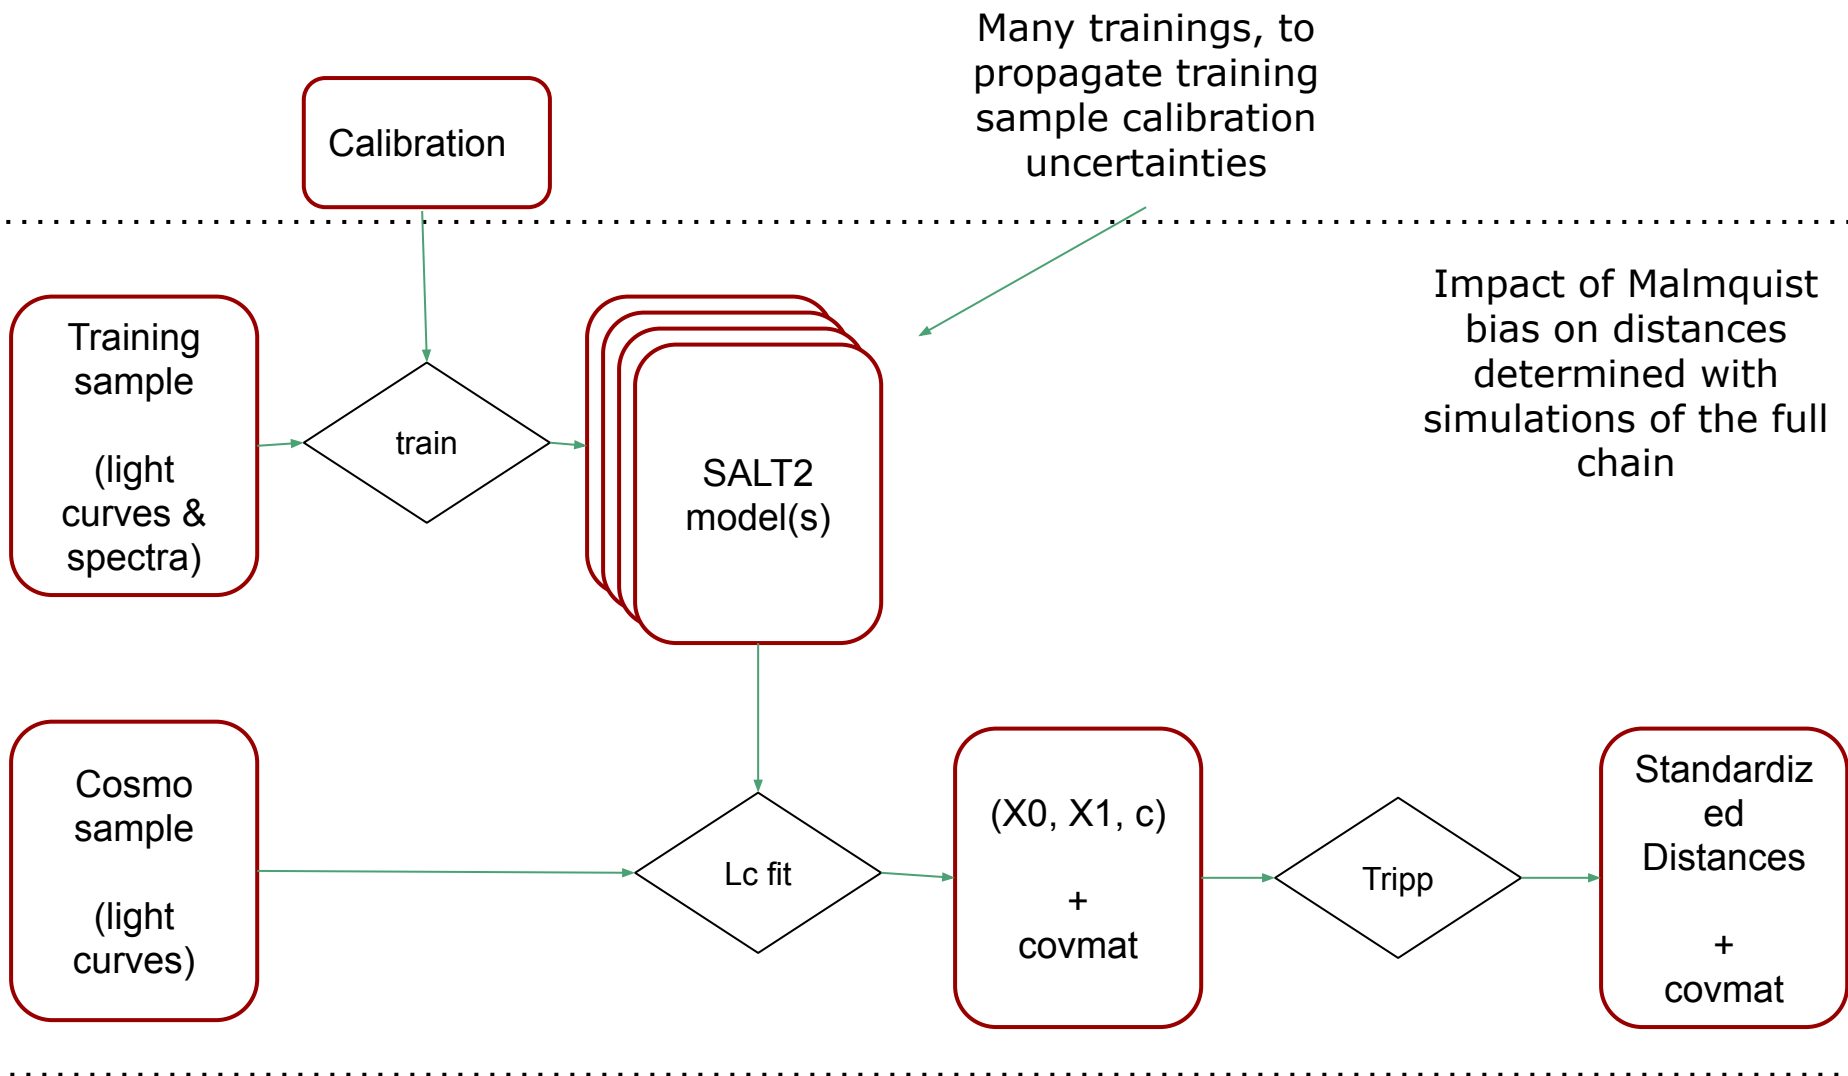 Many trainings, to
propagate training
sample calibration
uncertainties
Calibration
Impact of Malmquist
bias on distances
determined with
simulations of the full
chain
Training
sample
(light
curves &
spectra)
train
SALT2
model(s)
Cosmo
sample
(light
curves)
Lc fit
(X0, X1, c)
+
covmat
Tripp
Standardiz
ed
Distances
+
covmat